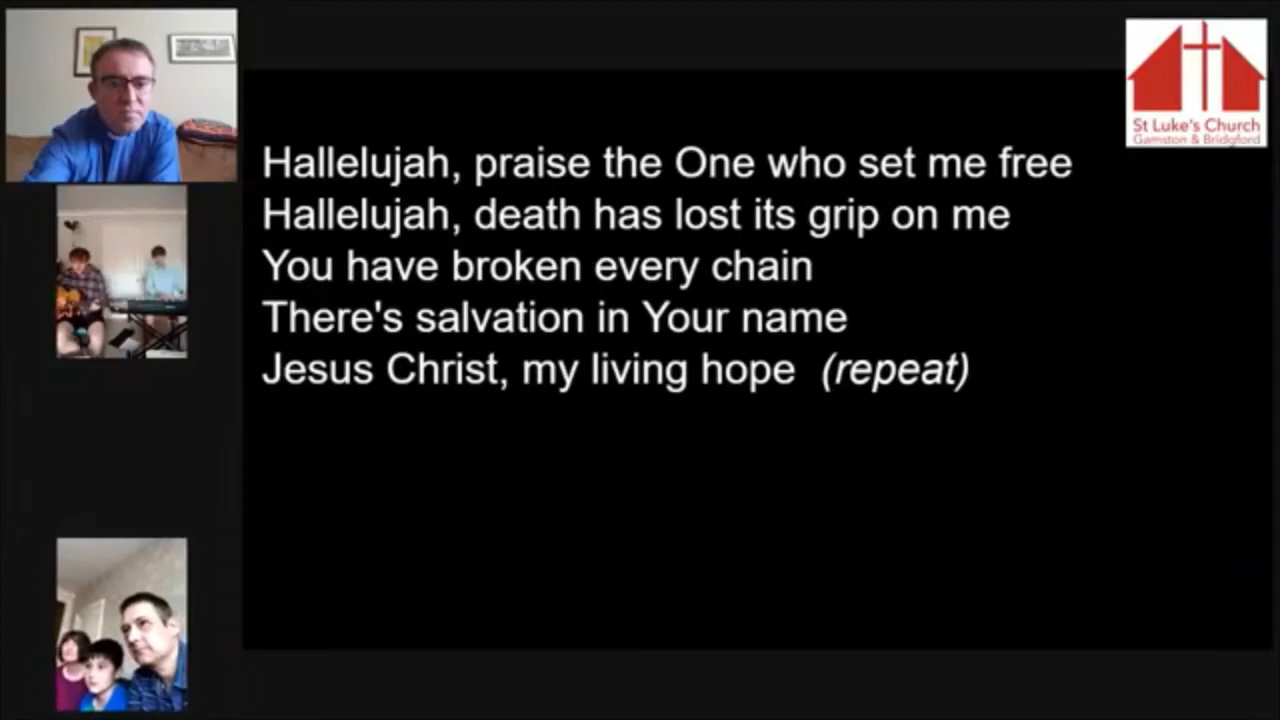 St Luke's Church
Gamston & Bridgford
Hallelujah, praise the One who set me free
Hallelujah, death has lost its grip on me
You have broken every chain
There's salvation in Your name
Jesus Christ, my living hope (repeat)